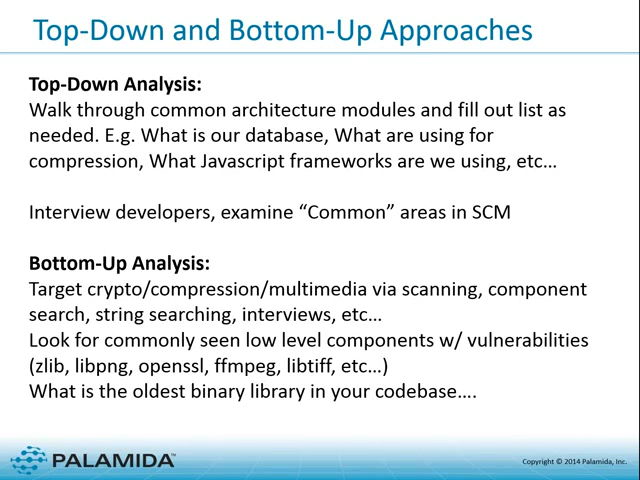 Top-Down and Bottom-Up Approaches
Top-Down Analysis:
Walk through common architecture modules and fill out list as
needed. E.g. What is our database, What are using for
compression, What Javascript frameworks are we using, etc…
Interview developers, examine “Common” areas in SCM
Bottom-Up Analysis:
Target crypto/compression/multimedia via scanning, component
search, string searching, interviews, etc…
Look for commonly seen low level components w/ vulnerabilities
(zlib, libpng, openssl, ffmpeg, libtiff, etc…)
What is the oldest binary library in your codebase….
PALAMIDA™
Copyright © 2014 Palamida, Inc.